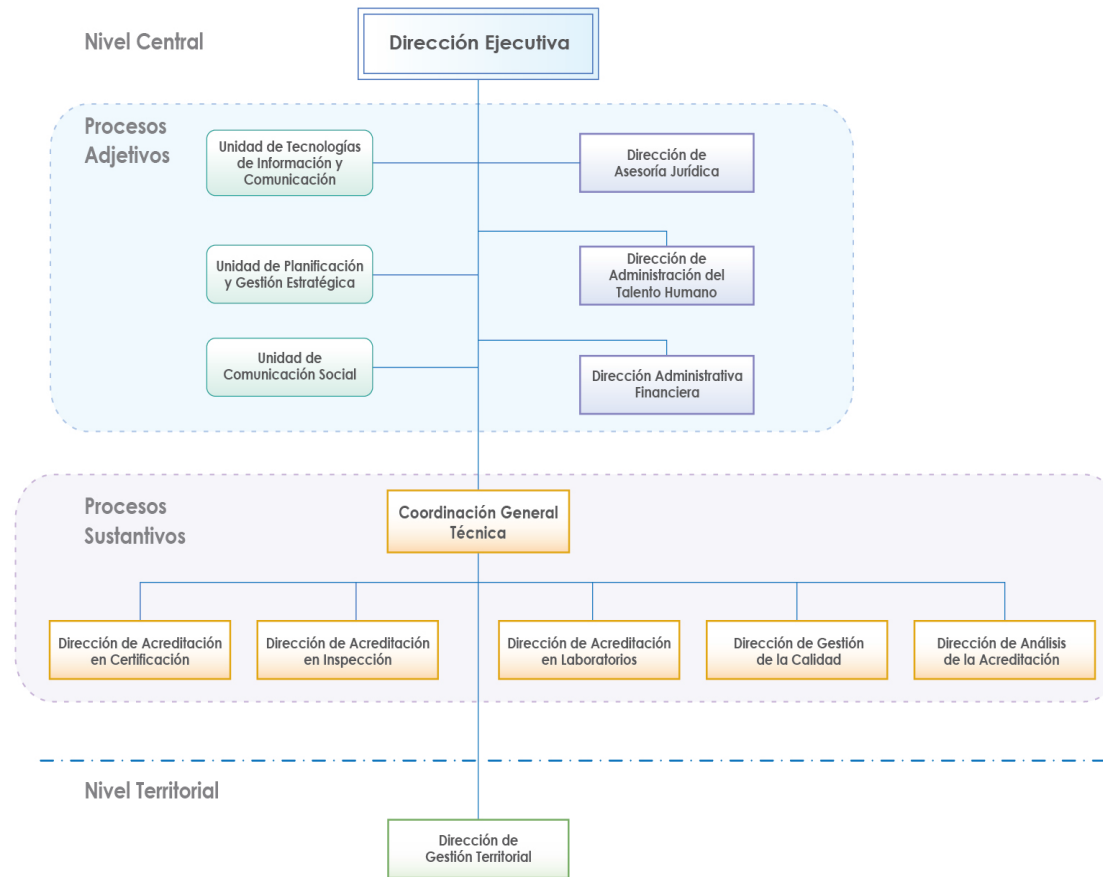 Nivel Central
Dirección Ejecutiva
Procesos
Adjetivos
Unidad de Tecnologías
de Información y
Comunicación
Dirección de
Asesoría Jurídica
Unidad de Planificación
y Gestión Estratégica
Dirección de
Administración del
Talento Humano
Unidad de
Comunicación Social
Dirección Administrativa
Financiera
Procesos
Sustantivos
Coordinación General
Técnica
Dirección de Acreditación
en Certificación
Dirección de Acreditación
en Inspección
Dirección de Acreditación
en Laboratorios
Dirección de Gestión
de la Calidad
Dirección de Análisis
de la Acreditación
Nivel Territorial
Dirección de
Gestión Territorial